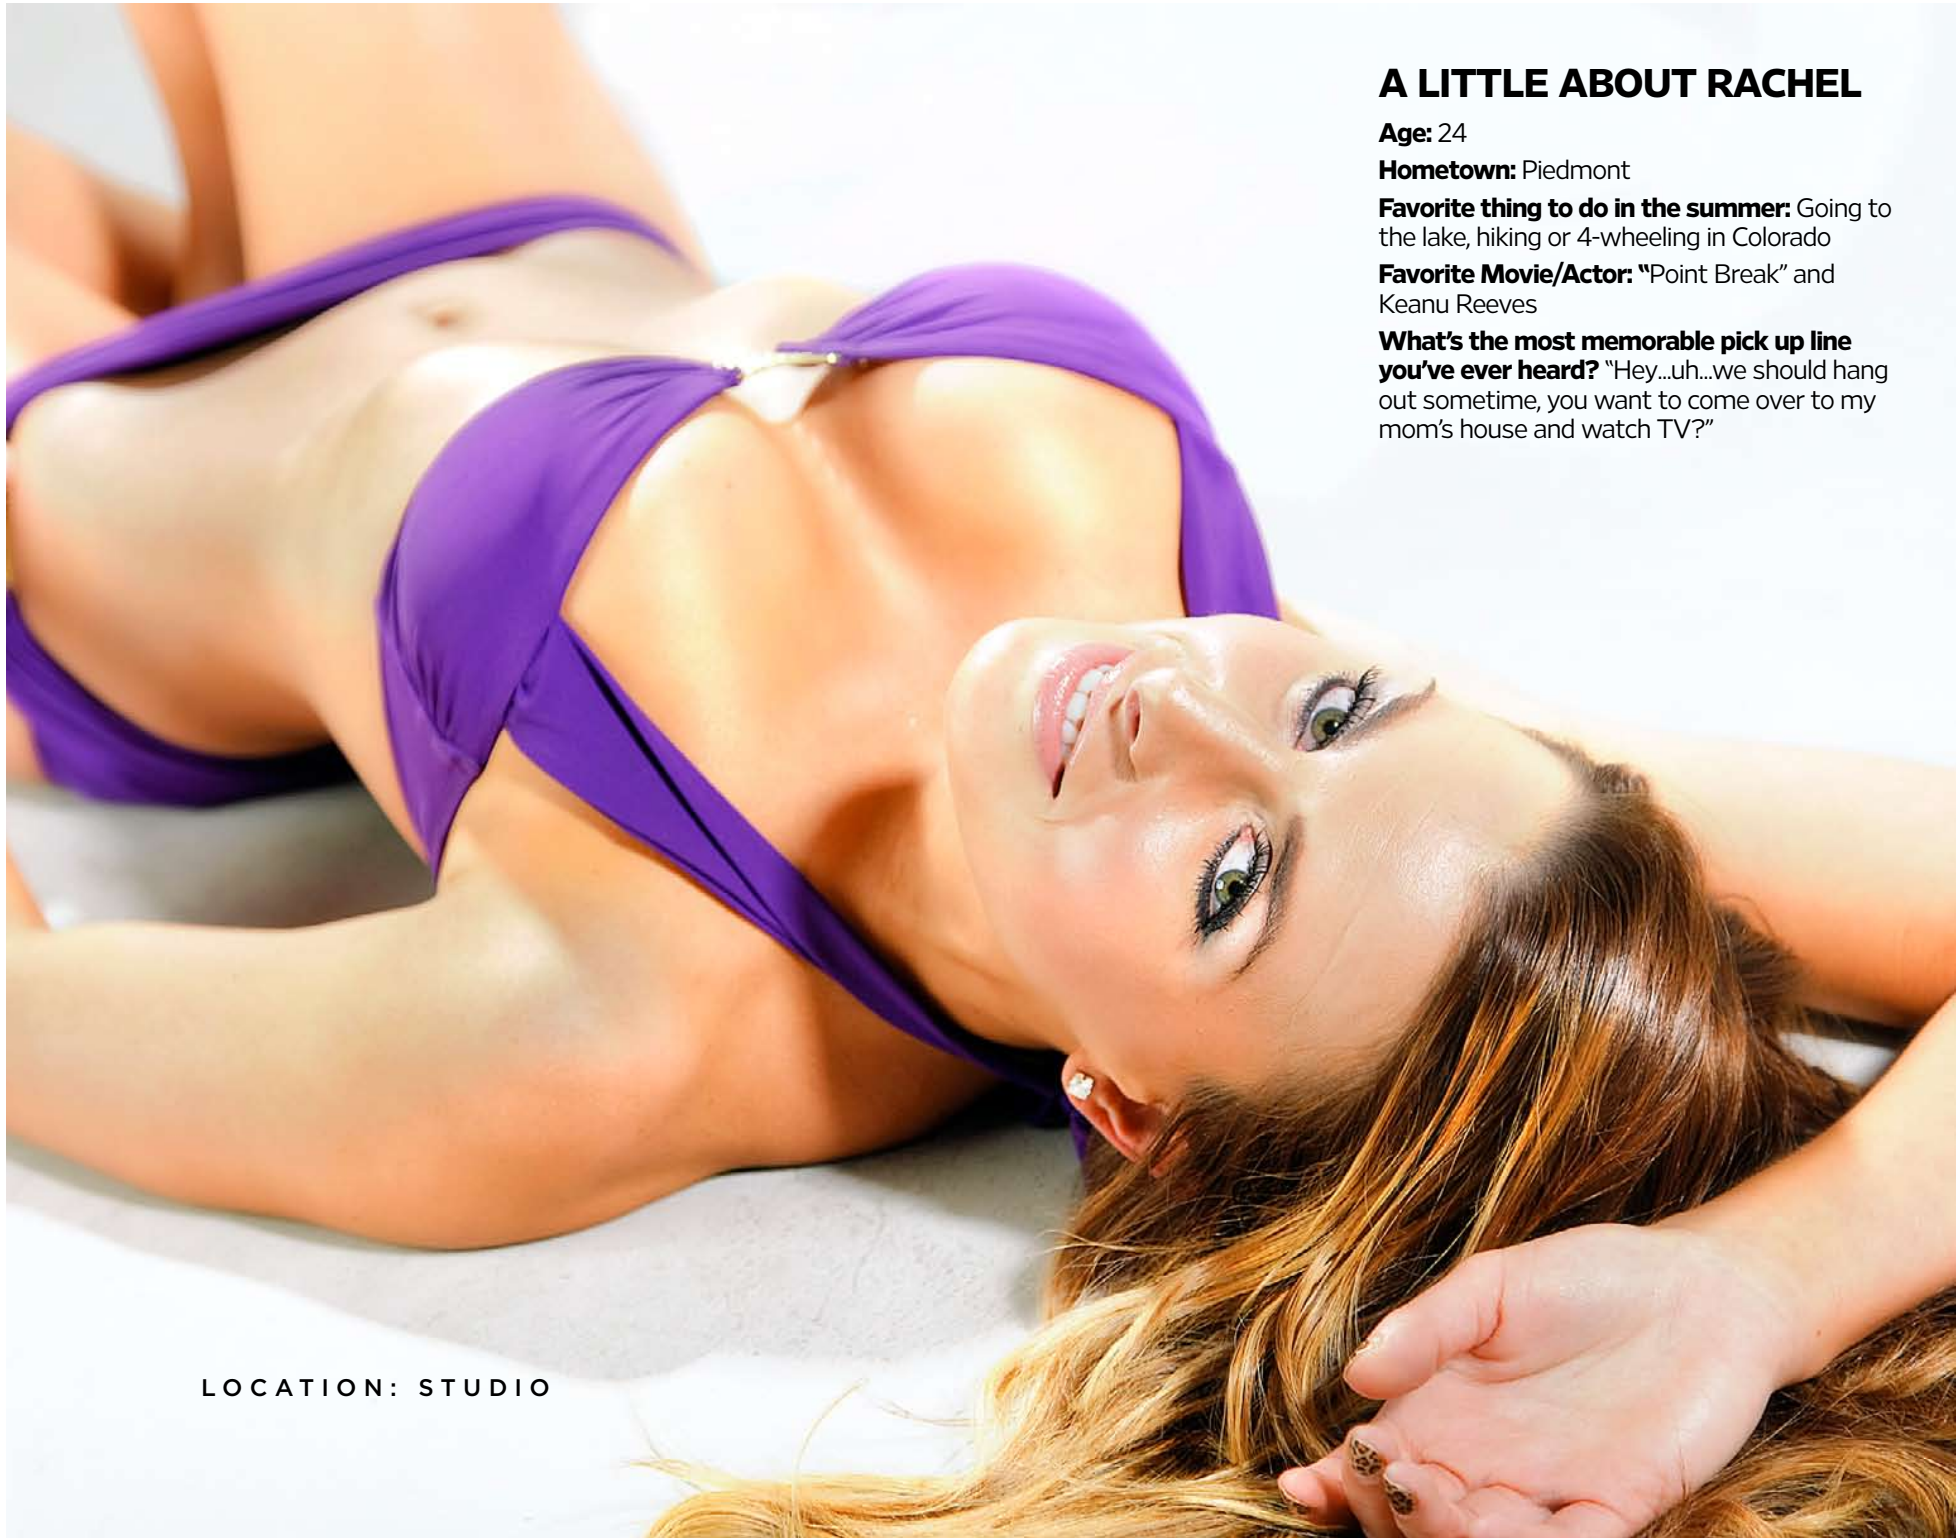 A LITTLE ABOUT RACHEL
Age: 24
Hometown: Piedmont
Favorite thing to do in the summer: Going to
the lake, hiking or 4-wheeling in Colorado
Favorite Movie/Actor: “Point Break” and
Keanu Reeves
What’s the most memorable pick up line
you’ve ever heard? “Hey...uh...we should hang
out sometime, you want to come over to my
mom’s house and watch TV?”
LOCATION: STUDIO